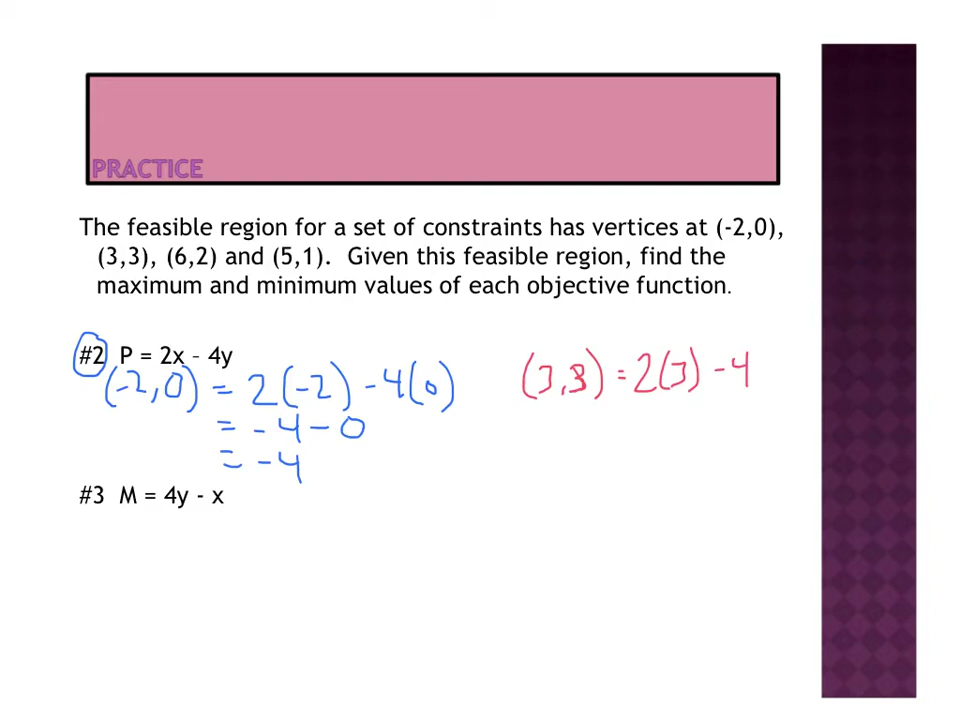 PRACTICE
The feasible region for a set of constraints has vertices at (-2,0),
(3,3), (6,2) and (5,1). Given this feasible region, find the
maximum and minimum values of each objective function.
#2 P = 2x – 4y
(-2,0) = 2(-2) -4(0)
= -4-0
= -4
(3,3) = 2(3) -4
#3 M = 4y - x